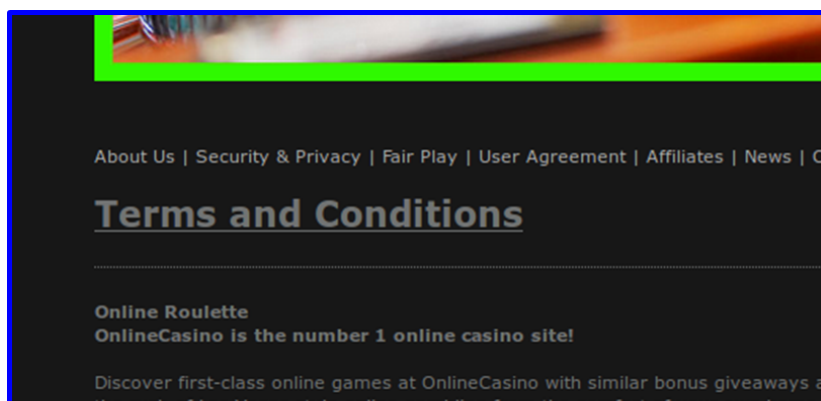 About Us | Security & Privacy | Fair Play | User Agreement | Affiliates | News |
Terms and Conditions
Online Roulette
OnlineCasino is the number 1 online casino site!
Discover first-class online games at OnlineCasino with similar bonus giveaways